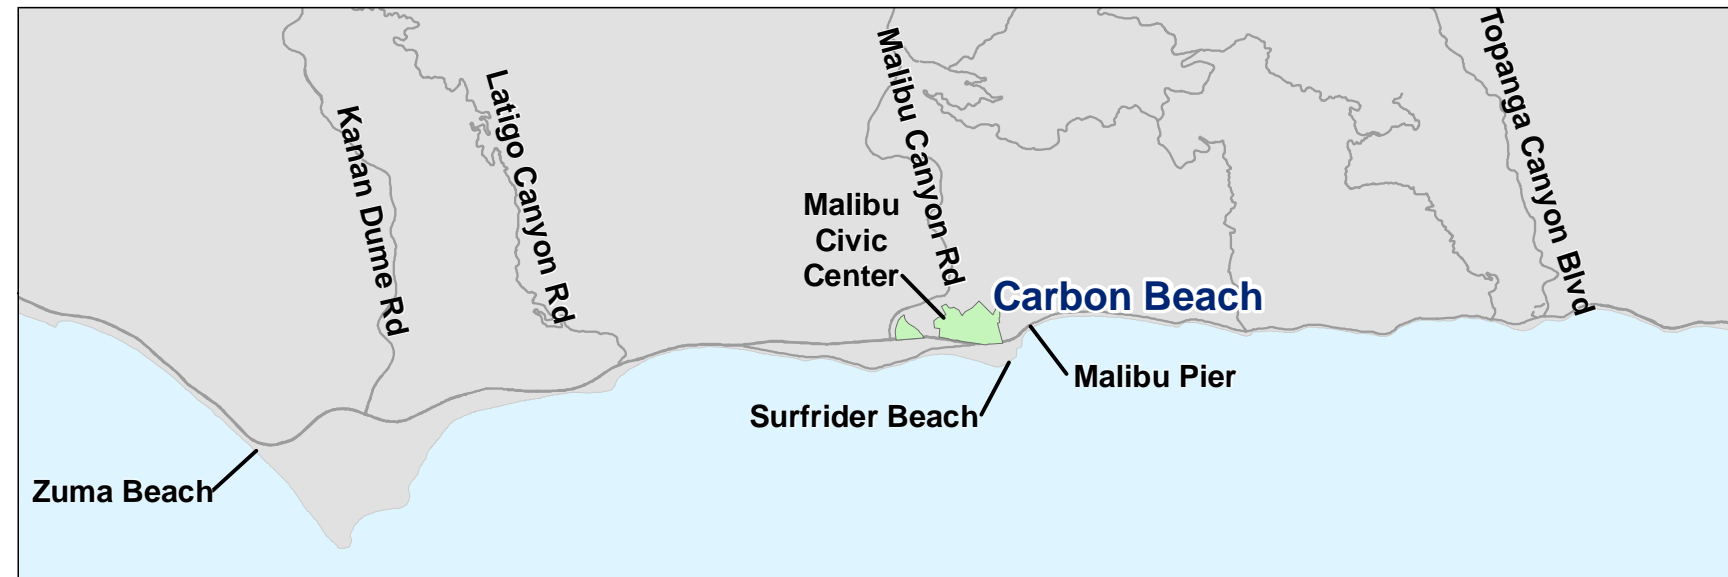 Kanan Dume Rd
Latigo Canyon Rd
Malibu Canyon Rd
Topanga Canyon Blvd
Malibu
Civic
Center
Carbon Beach
Malibu Pier
Surfrider Beach
Zuma Beach